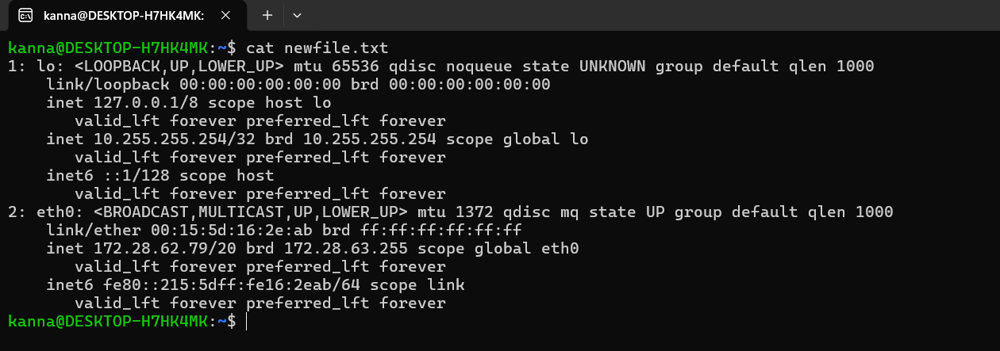 kanna@DESKTOP-H7HK4MK:
kanna@DESKTOP-H7HK4MK:~$ cat newfile.txt
1: lo: <LOOPBACK,UP,LOWER_UP> mtu 65536 qdisc noqueue state UNKNOWN group default qlen 1000
    link/loopback 00:00:00:00:00:00 brd 00:00:00:00:00:00
    inet 127.0.0.1/8 scope host lo
       valid_lft forever preferred_lft forever
    inet 10.255.255.254/32 brd 10.255.255.254 scope global lo
       valid_lft forever preferred_lft forever
    inet6 ::1/128 scope host
       valid_lft forever preferred_lft forever
2: eth0: <BROADCAST,MULTICAST,UP,LOWER_UP> mtu 1372 qdisc mq state UP group default qlen 1000
    link/ether 00:15:5d:16:2e:ab brd ff:ff:ff:ff:ff:ff
    inet 172.28.62.79/20 brd 172.28.63.255 scope global eth0
       valid_lft forever preferred_lft forever
    inet6 fe80::215:5dff:fe16:2eab/64 scope link
       valid_lft forever preferred_lft forever
kanna@DESKTOP-H7HK4MK:~$